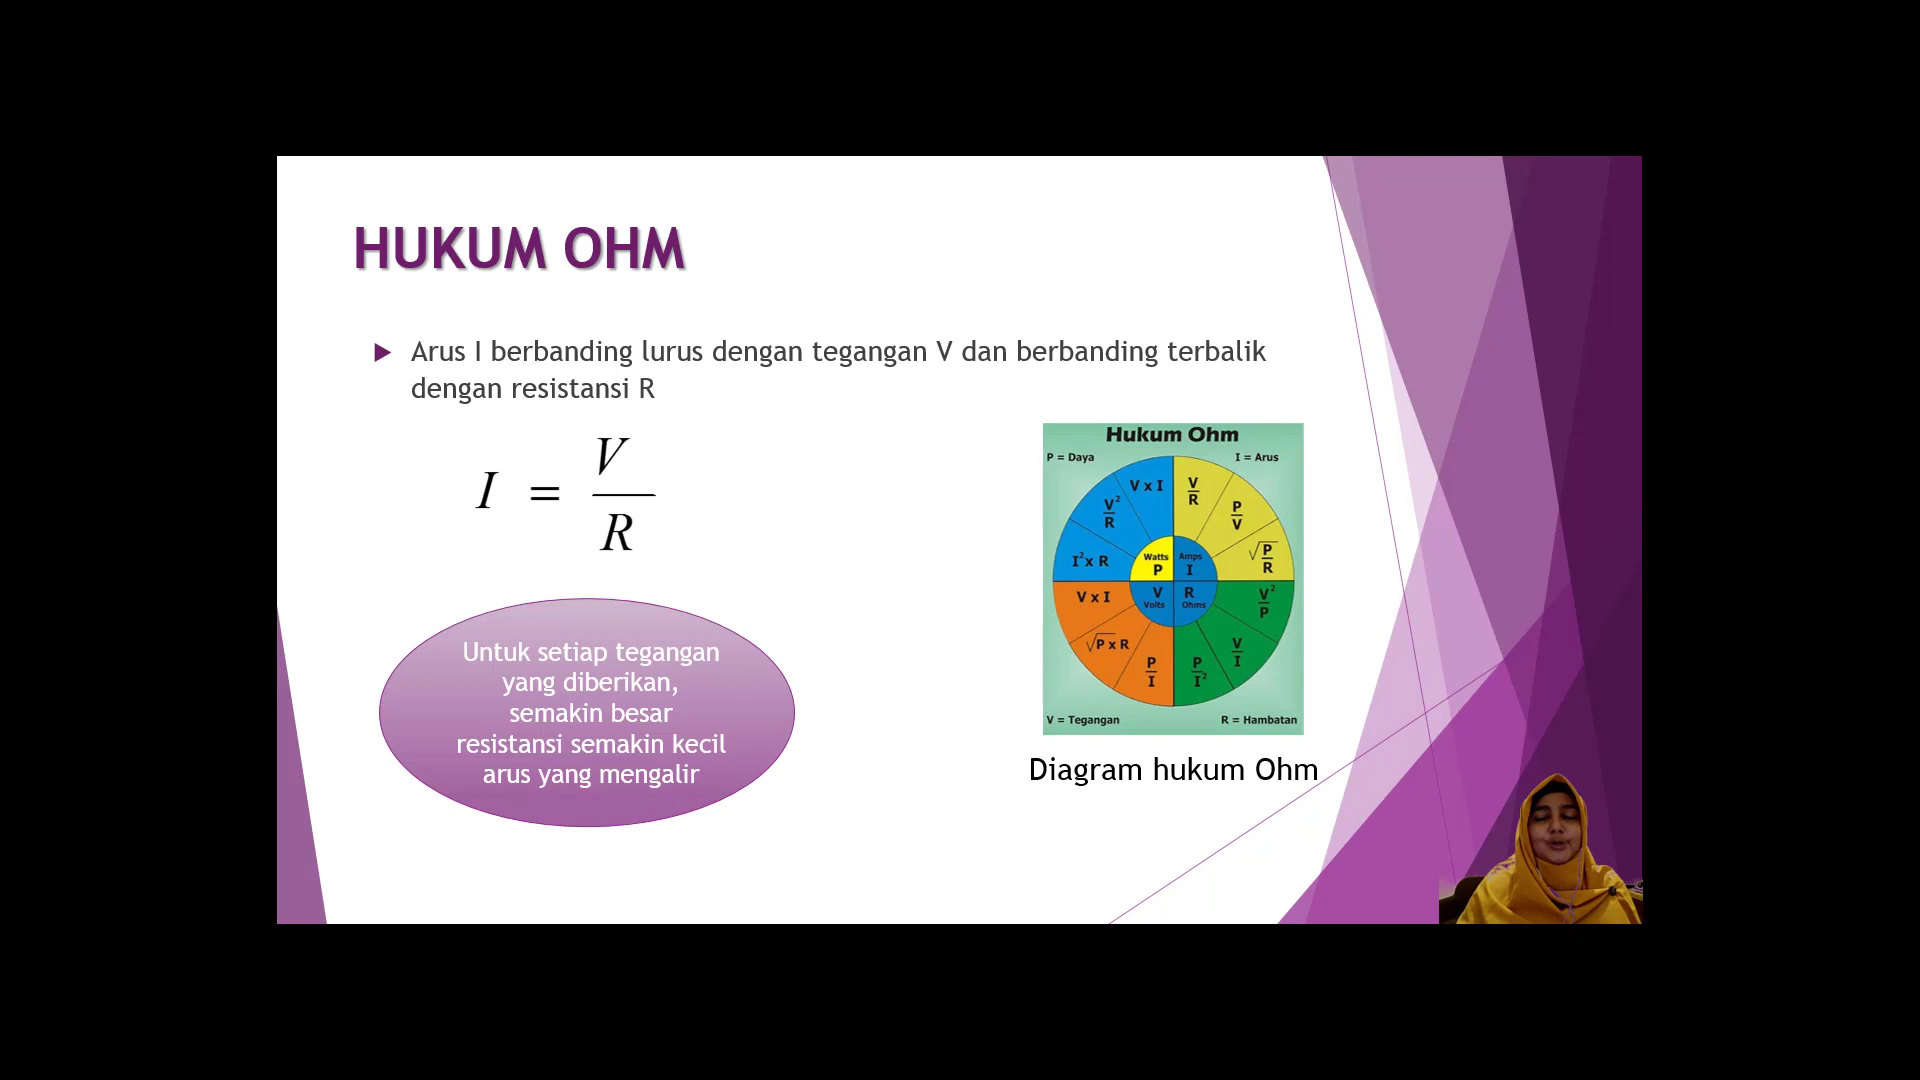 HUKUM OHM
Arus I berbanding lurus dengan tegangan V dan berbanding terbalik
dengan resistansi R
I = V/R
Untuk setiap tegangan
yang diberikan,
semakin besar
resistansi semakin kecil
arus yang mengalir
Hukum Ohm
P = Daya
I = Arus
V x I
V²/R
I² x R
V/R
P/V
√P/R
Watts
P
Amps
I
V
Volts
R
Ohms
V x I
√P x R
P/I
V²/P
V/I
P/I²
V = Tegangan
R = Hambatan
Diagram hukum Ohm